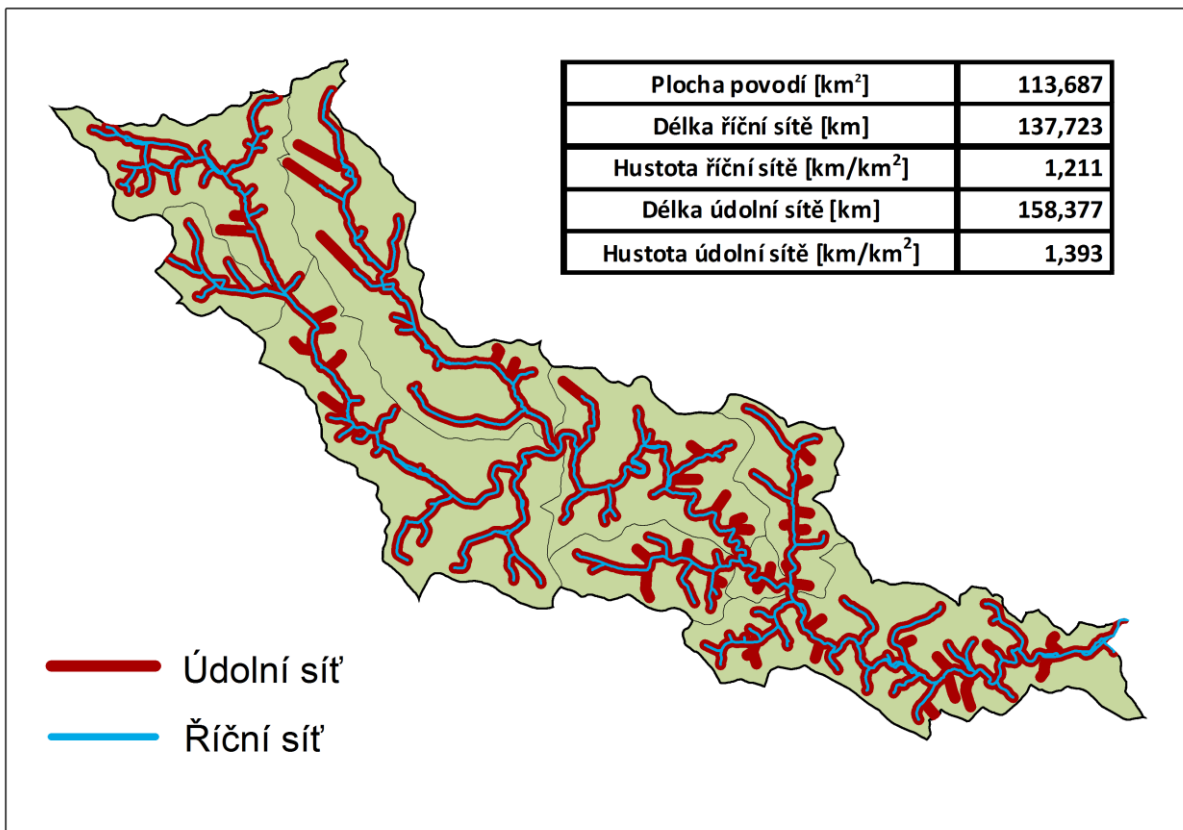 Plocha povodí [km²] 113,687
Délka říční sítě [km] 137,723
Hustota říční sítě [km/km²] 1,211
Délka údolní sítě [km] 158,377
Hustota údolní sítě [km/km²] 1,393
Údolní síť
Říční síť